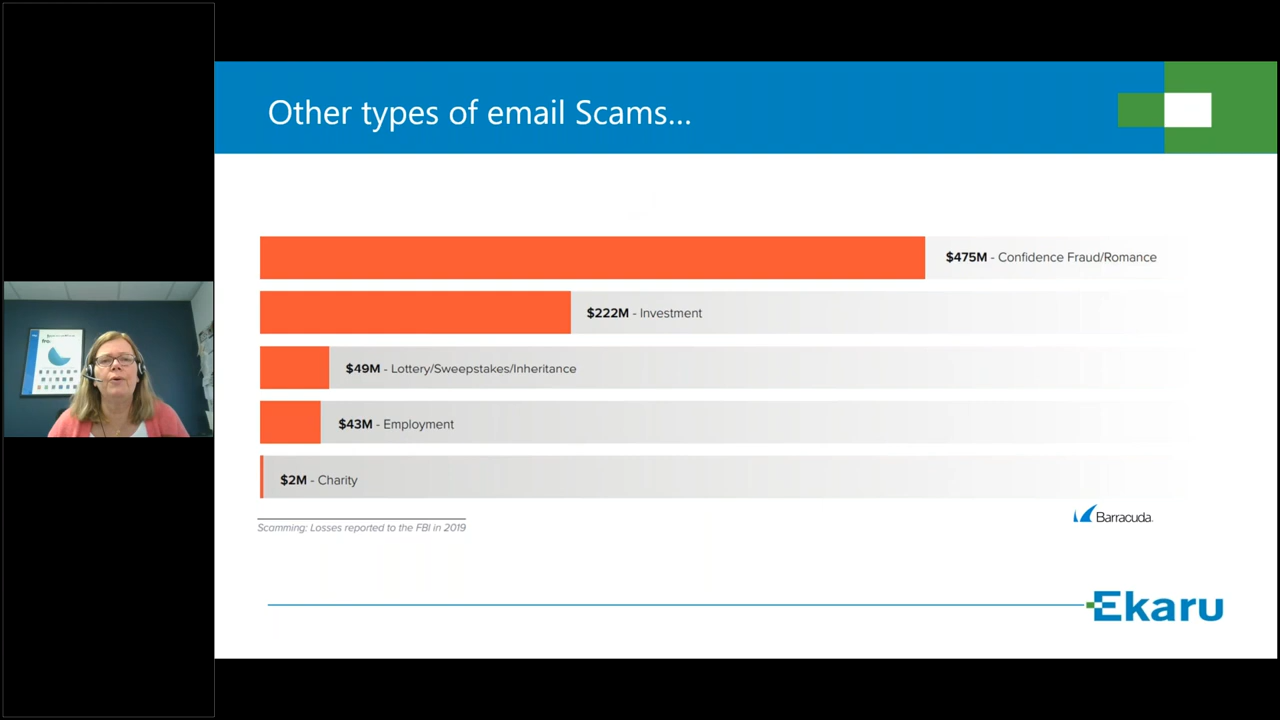 Other types of email Scams...
$475M - Confidence Fraud/Romance
$222M - Investment
$49M - Lottery/Sweepstakes/Inheritance
$43M - Employment
$2M - Charity
Scamming: Losses reported to the FBI in 2019
Barracuda.
Ekaru